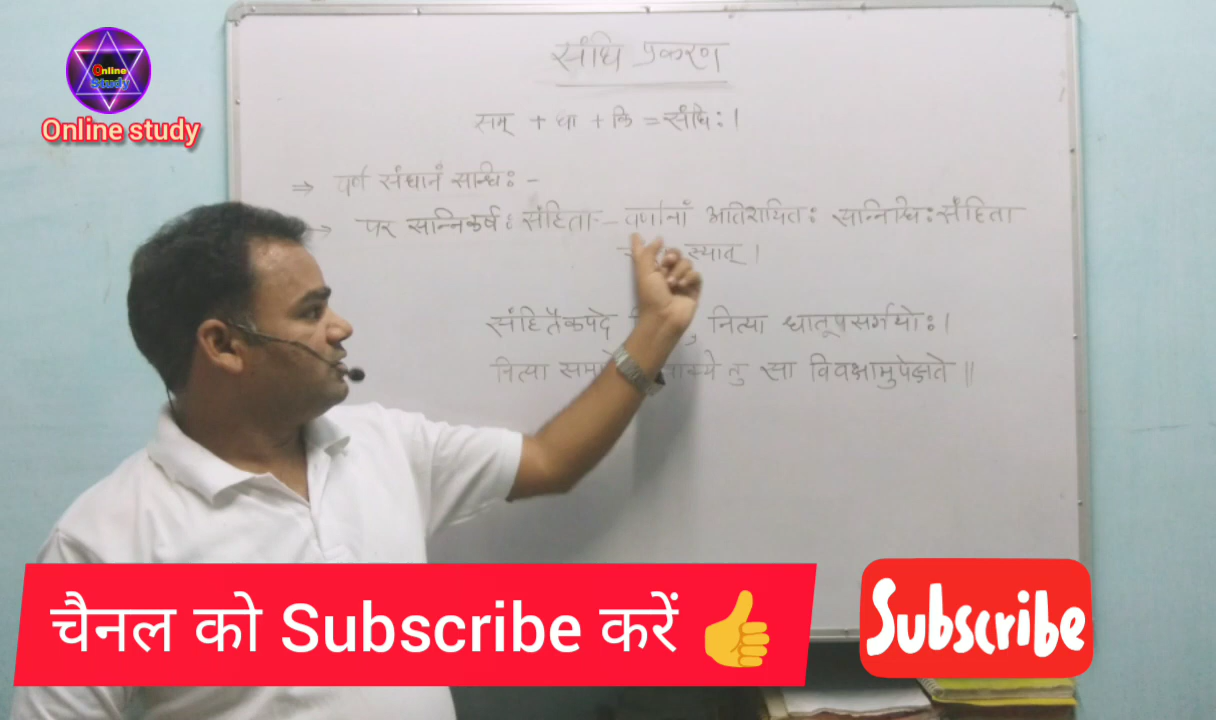 Online Study
Online study
संधि प्रकरण
सम् + धा + कि = संधिः।
⇒ वर्ण संधानं सन्धिः -
→ पर सन्निकर्षः संहिता - वर्णानां अतिशयितः सन्निधिः संहिता
स्यात्।
संहितैकपदे , नित्या धातूपसर्गयोः।
नित्या तु सा विवक्षामुपेक्षते॥
चैनल को Subscribe करें 👍
Subscribe